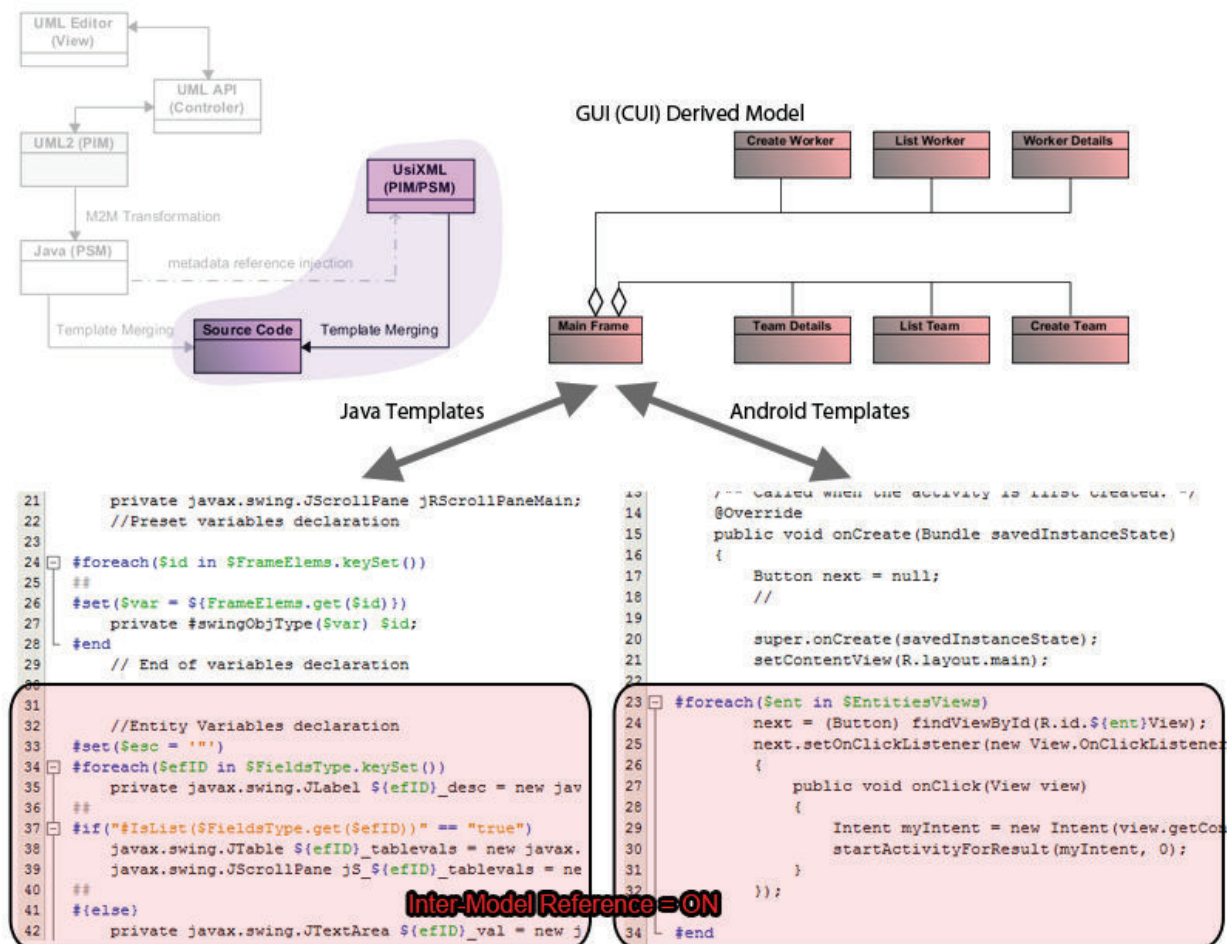 UML Editor
(View)
UML API
(Controler)
UML2 (PIM)
M2M Transformation
Java (PSM)
metadata reference injection
UsiXML
(PIM/PSM)
Template Merging
Source Code
Template Merging
GUI (CUI) Derived Model
Create Worker
List Worker
Worker Details
Main Frame
Team Details
List Team
Create Team
Java Templates
Android Templates
21 private javax.swing.JScrollPane jRScrollPaneMain;
22 //Preset variables declaration
23
24 #foreach($id in $FrameElems.keySet())
25 ##
26 #set($var = ${FrameElems.get($id)})
27 private #swingObjType($var) $id;
28 #end
29 // End of variables declaration
30
31
32 //Entity Variables declaration
33 #set($esc = '"')
34 #foreach($efID in $FieldsType.keySet())
35 private javax.swing.JLabel ${efID}_desc = new jav
36 ##
37 #if("#IsList($FieldsType.get($efID))" == "true")
38 javax.swing.JTable ${efID}_tablevals = new javax.
39 javax.swing.JScrollPane jS_${efID}_tablevals = ne
40 ##
41 #{else}
42 private javax.swing.JTextArea ${efID}_val = new j
13 /** Called when the activity is first created. */
14 @Override
15 public void onCreate(Bundle savedInstanceState)
16 {
17 Button next = null;
18 //
19
20 super.onCreate(savedInstanceState);
21 setContentView(R.layout.main);
22
23 #foreach($ent in $EntitiesViews)
24 next = (Button) findViewById(R.id.${ent}View);
25 next.setOnClickListener(new View.OnClickListener
26 {
27 public void onClick(View view)
28 {
29 Intent myIntent = new Intent(view.getCon
30 startActivityForResult(myIntent, 0);
31 }
32 });
34 #end
Inter-Model Reference = ON